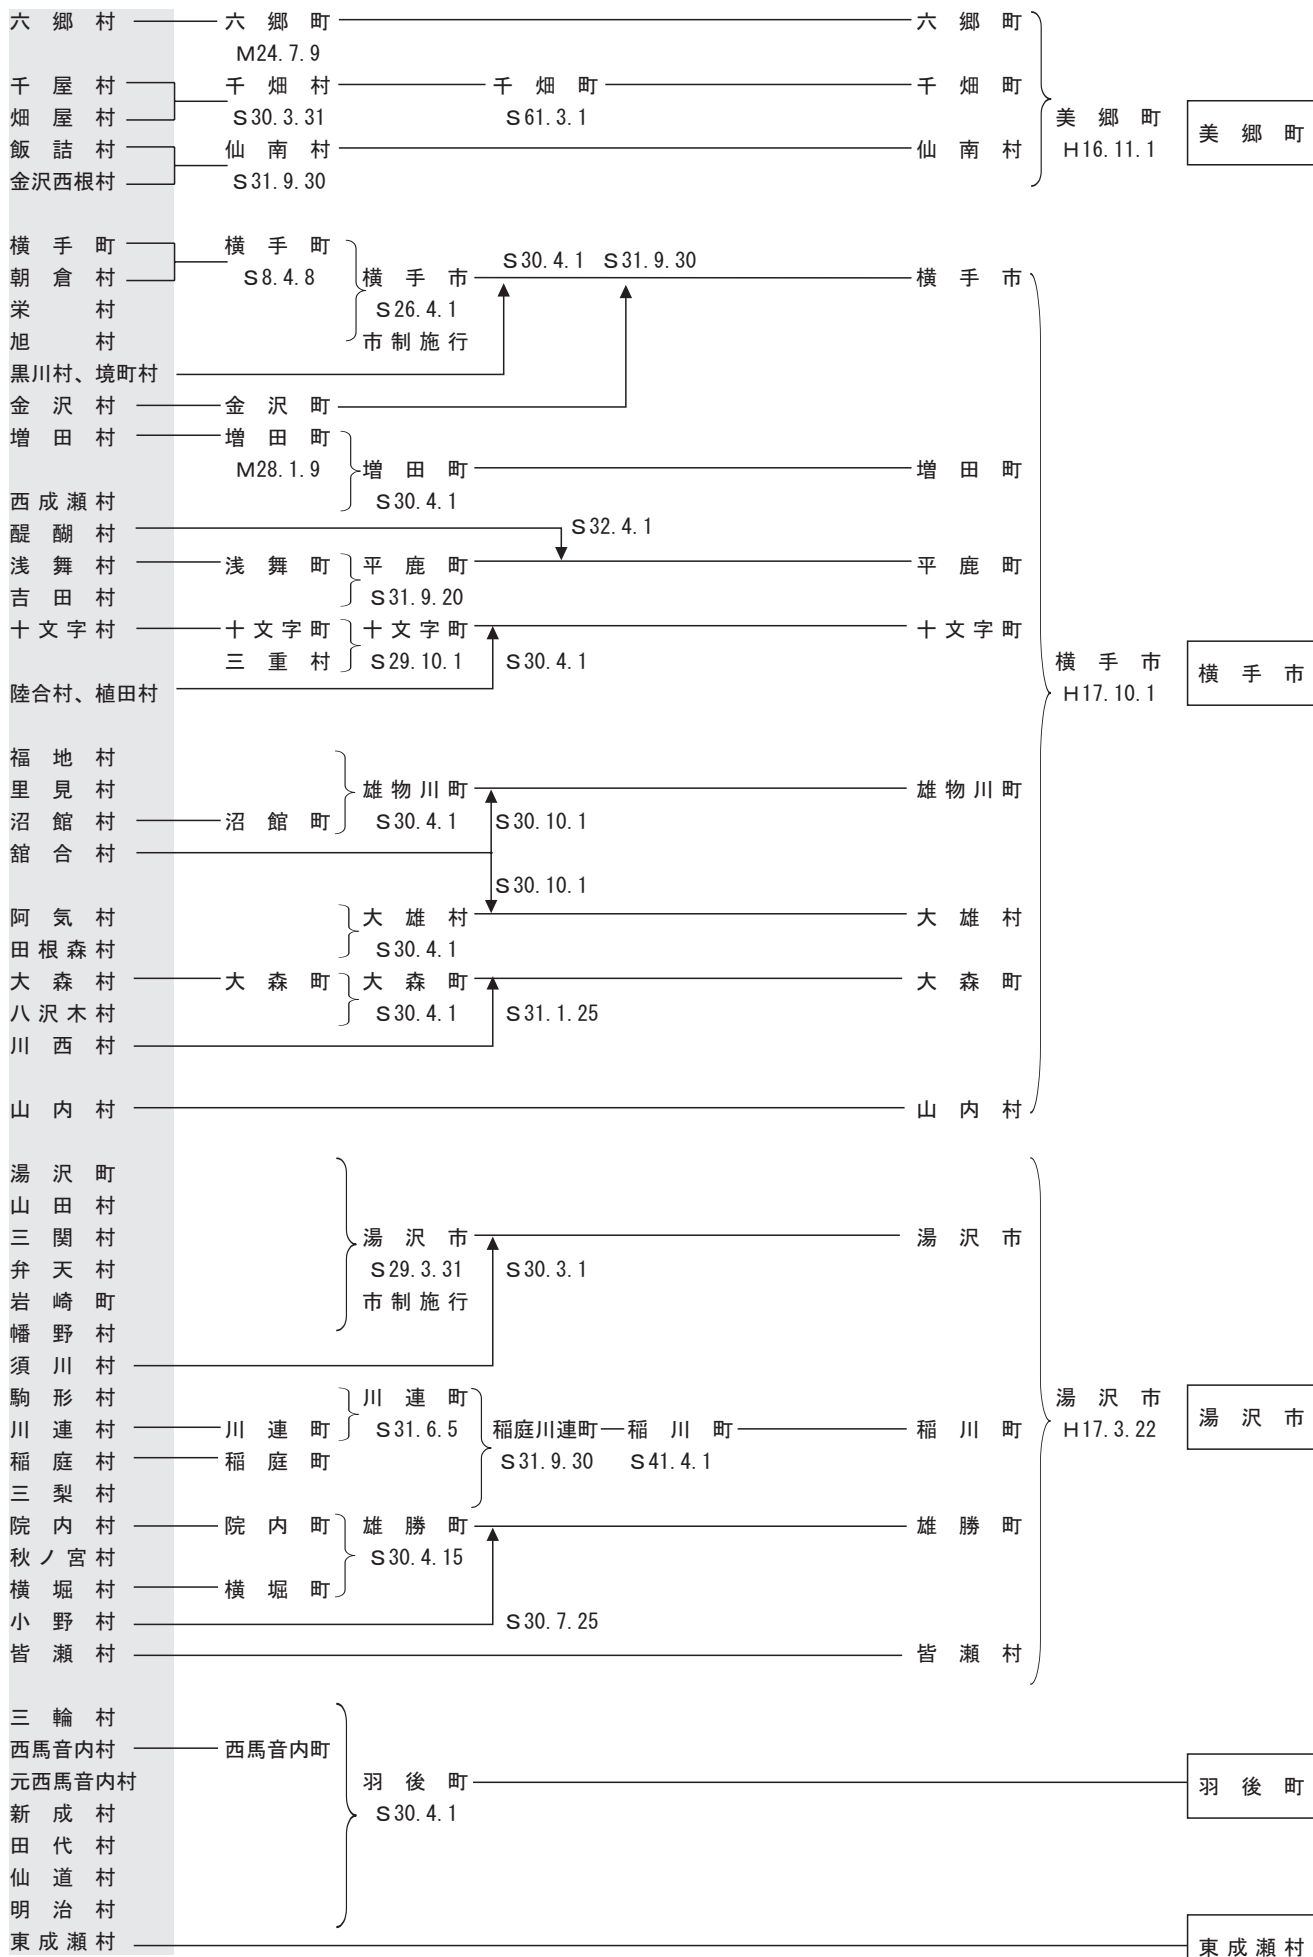 六郷村 六郷町 六郷町
M24.7.9
千屋村 千畑村 千畑町 千畑町
畑屋村 S30.3.31 S61.3.1 美郷町 美郷町
飯詰村 仙南村 仙南村 H16.11.1
金沢西根村 S31.9.30
横手町 横手町 S30.4.1 S31.9.30
朝倉村 S8.4.8 横手市 横手市
栄村 S26.4.1
旭村 市制施行
黒川村、境町村
金沢村 金沢町
増田村 増田町
M28.1.9 増田町 増田町
西成瀬村 S30.4.1
醍醐村 S32.4.1
浅舞村 浅舞町 平鹿町 平鹿町
吉田村 S31.9.20
十文字村 十文字町 十文字町 十文字町
三重村 S29.10.1 S30.4.1 横手市 横手市
陸合村、植田村 H17.10.1
福地村
里見村 雄物川町 雄物川町
沼館村 沼館町 S30.4.1 S30.10.1
舘合村
S30.10.1
阿気村 大雄村 大雄村
田根森村 S30.4.1
大森村 大森町 大森町 大森町
八沢木村 S30.4.1 S31.1.25
川西村
山内村 山内村
湯沢町
山田村
三関村 湯沢市 湯沢市
弁天村 S29.3.31 S30.3.1
岩崎町 市制施行
幡野村
須川村
駒形村 川連町 湯沢市 湯沢市
川連村 川連町 S31.6.5 稲庭川連町 稲川町 稲川町 H17.3.22
稲庭村 稲庭町 S31.9.30 S41.4.1
三梨村
院内村 院内町 雄勝町 雄勝町
秋ノ宮村 S30.4.15
横堀村 横堀町
小野村 S30.7.25
皆瀬村 皆瀬村
三輪村
西馬音内村 西馬音内町
元西馬音内村 羽後町 羽後町
新成村 S30.4.1
田代村
仙道村
明治村
東成瀬村 東成瀬村